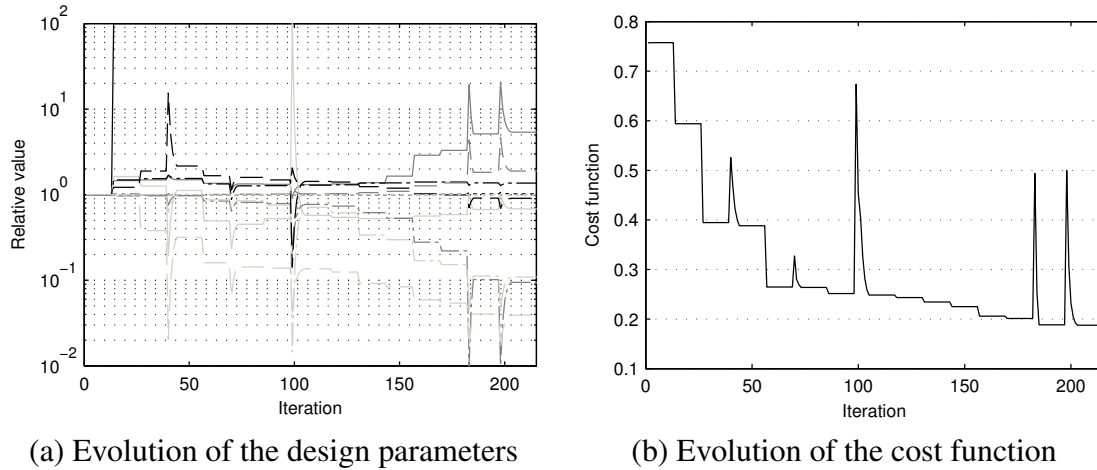 10^2
10^1
10^0
10^-1
10^-2
Relative value
0 50 100 150 200
Iteration
(a) Evolution of the design parameters
0.8
0.7
0.6
0.5
0.4
0.3
0.2
0.1
Cost function
0 50 100 150 200
Iteration
(b) Evolution of the cost function